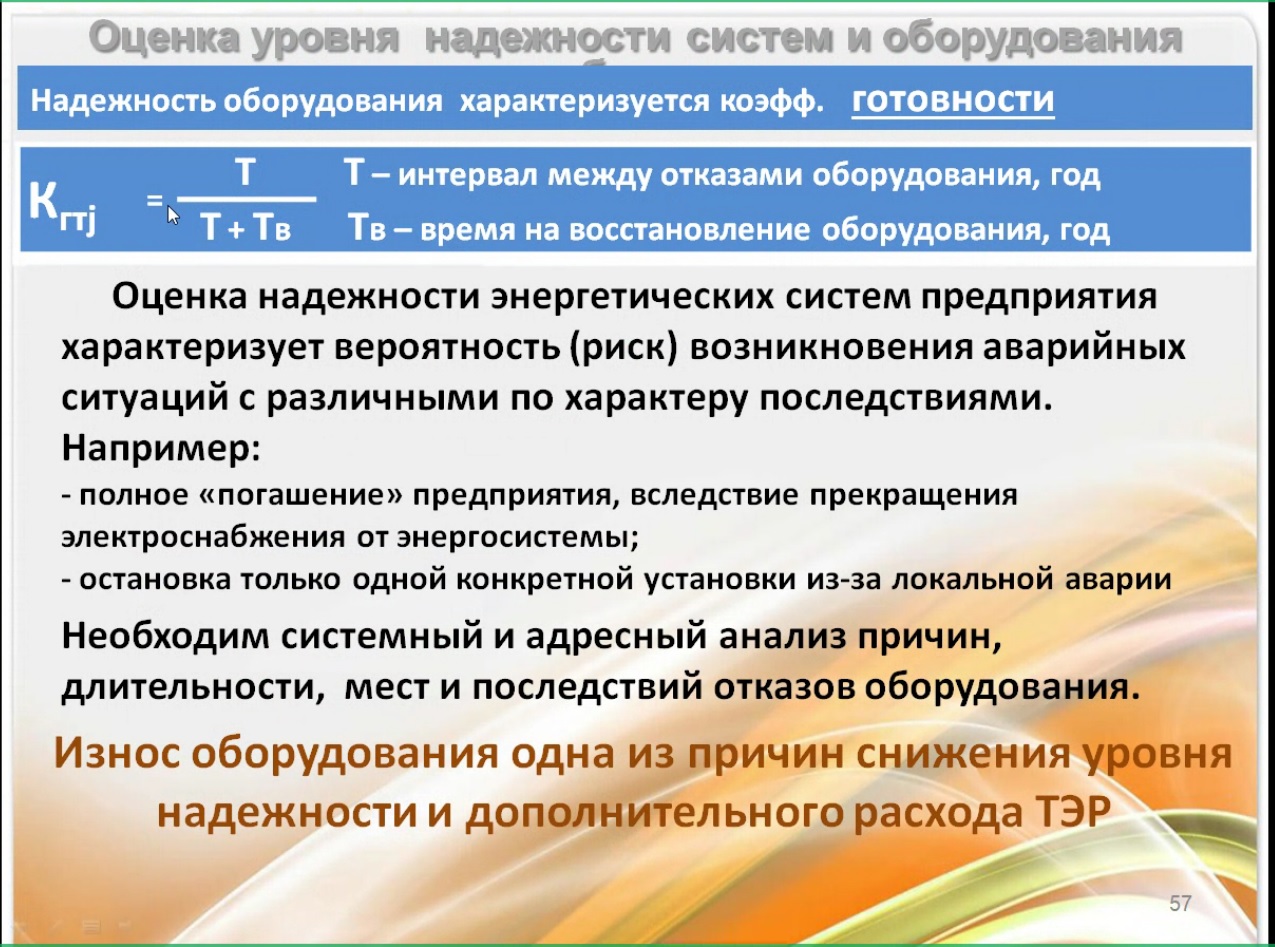 Оценка уровня надежности систем и оборудования
Надежность оборудования характеризуется коэфф. готовности
Т Т – интервал между отказами оборудования, год
Кгтj =
Т + Тв Тв – время на восстановление оборудования, год
Оценка надежности энергетических систем предприятия
характеризует вероятность (риск) возникновения аварийных
ситуаций с различными по характеру последствиями.
Например:
- полное «погашение» предприятия, вследствие прекращения
электроснабжения от энергосистемы;
- остановка только одной конкретной установки из-за локальной аварии
Необходим системный и адресный анализ причин,
длительности, мест и последствий отказов оборудования.
Износ оборудования одна из причин снижения уровня
надежности и дополнительного расхода ТЭР
57